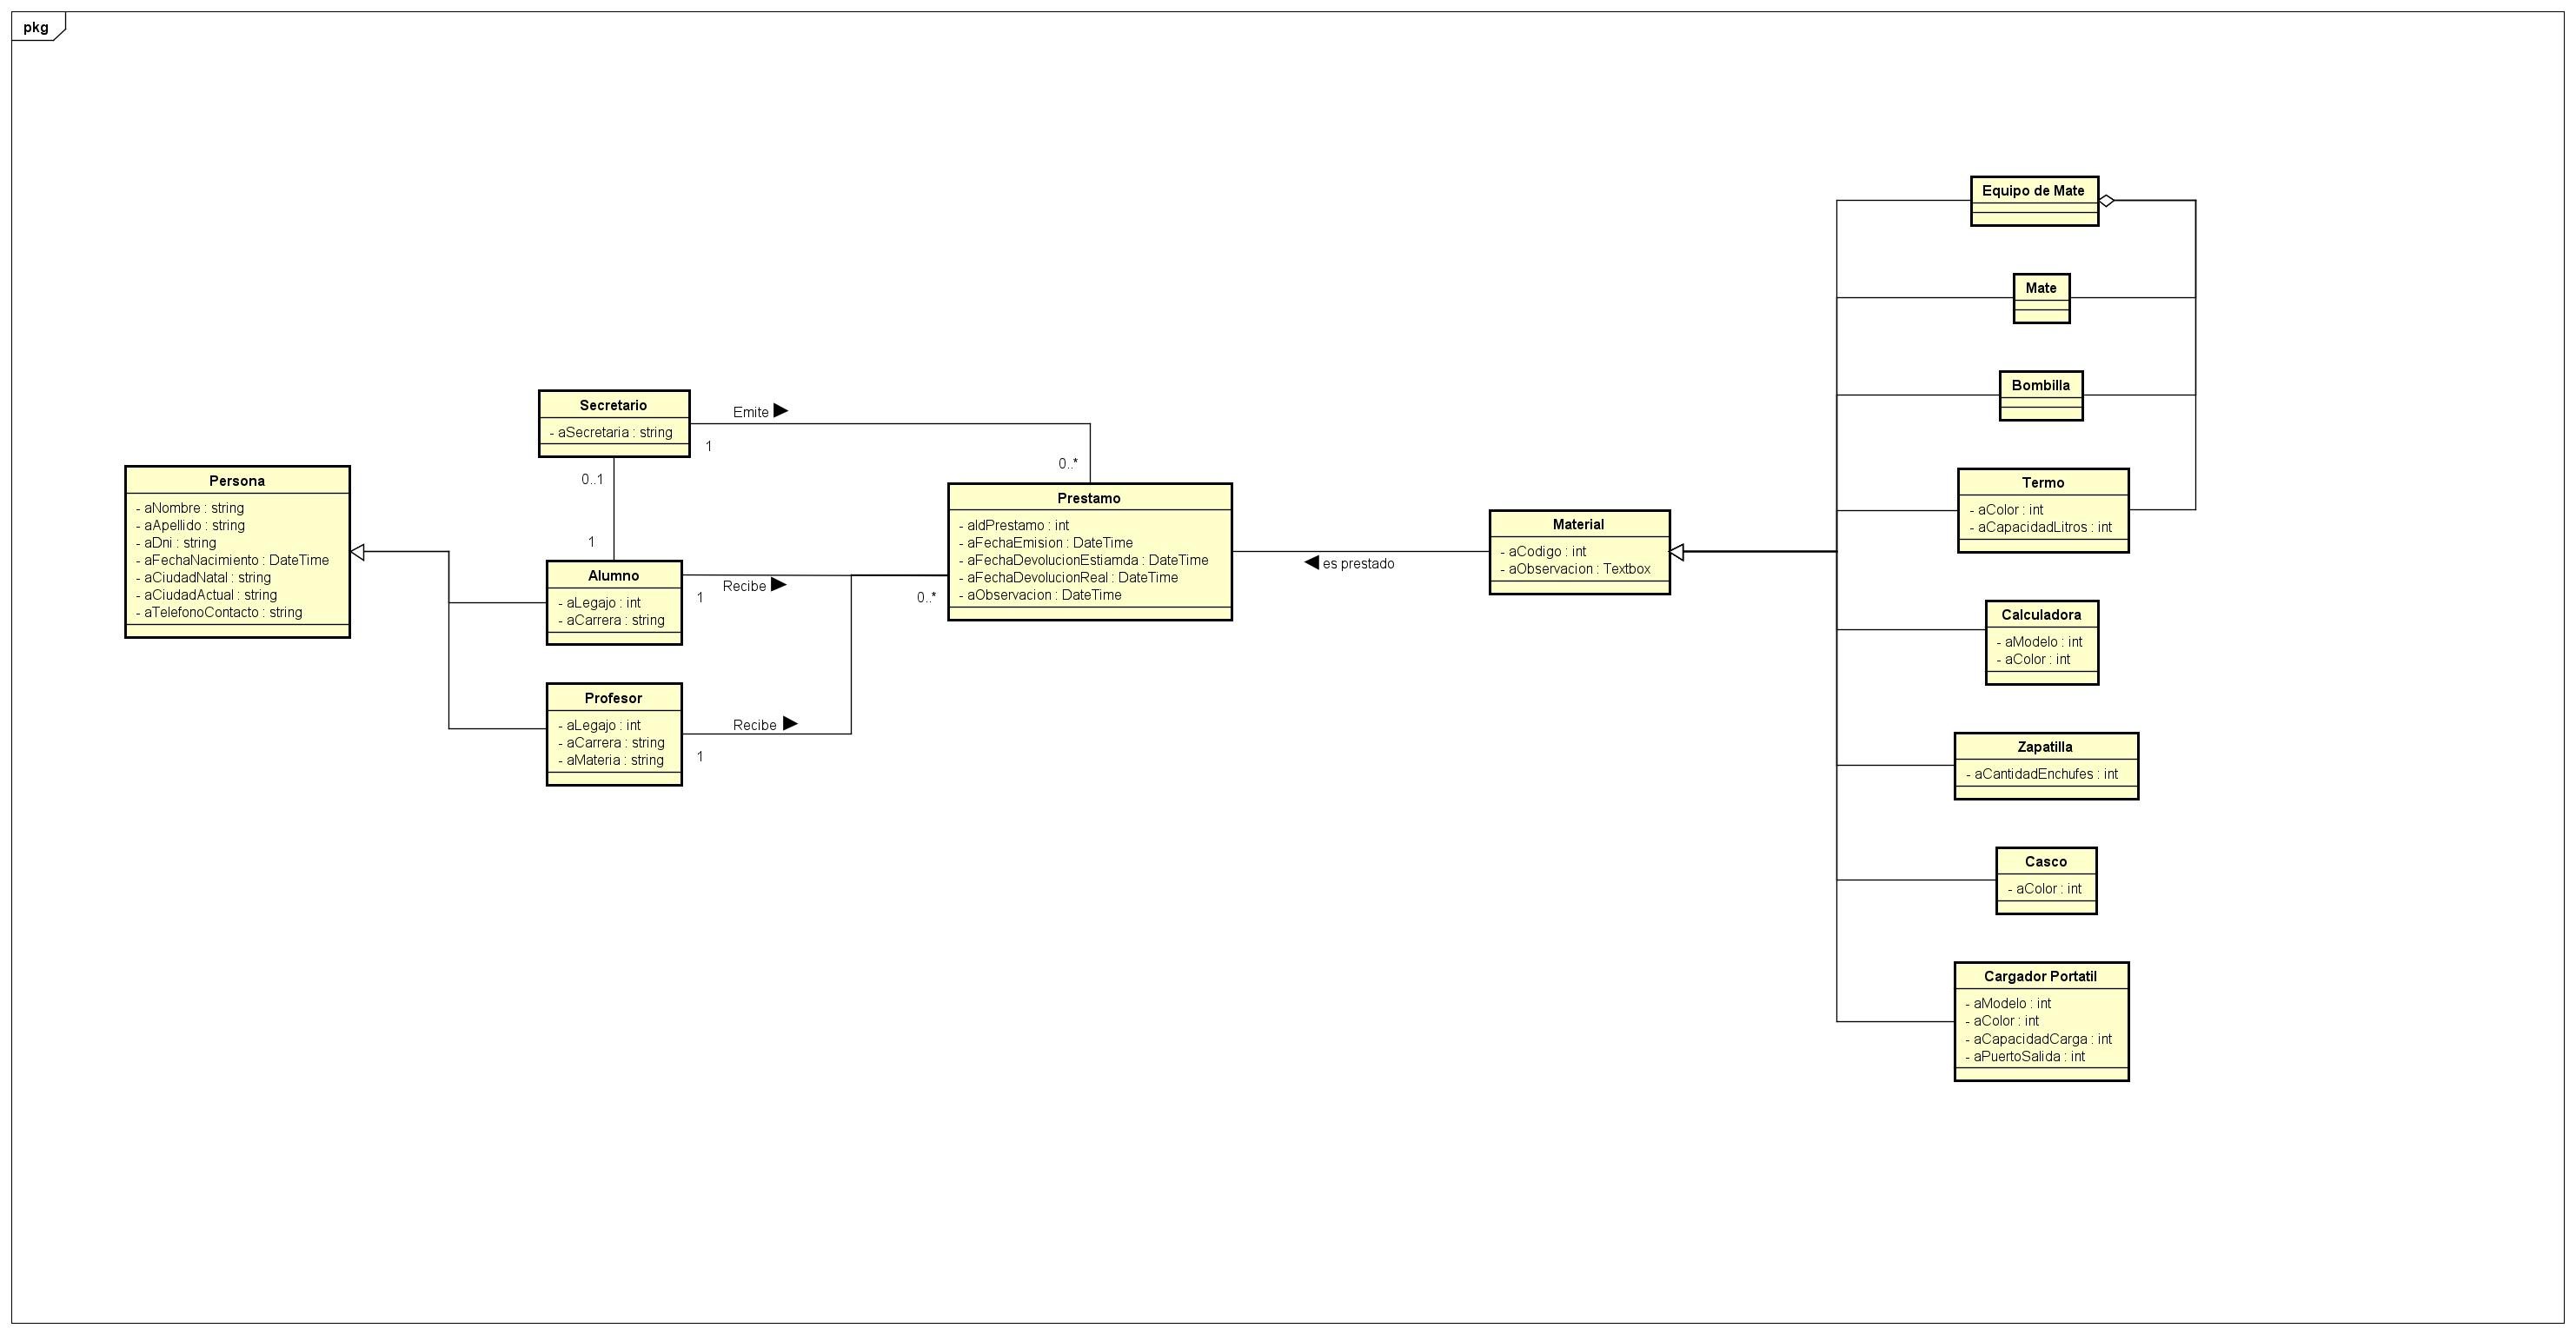 pkg
Persona
- aNombre : string
- aApellido : string
- aDni : string
- aFechaNacimiento : DateTime
- aCiudadNatal : string
- aCiudadActual : string
- aTelefonoContacto : string
Secretario
- aSecretaria : string
Emite
1
0..*
0..1
1
Alumno
- aLegajo : int
- aCarrera : string
Recibe
1
0..*
Profesor
- aLegajo : int
- aCarrera : string
- aMateria : string
Recibe
1
Prestamo
- aIdPrestamo : int
- aFechaEmision : DateTime
- aFechaDevolucionEstiamda : DateTime
- aFechaDevolucionReal : DateTime
- aObservacion : DateTime
es prestado
Material
- aCodigo : int
- aObservacion : Textbox
Equipo de Mate
Mate
Bombilla
Termo
- aColor : int
- aCapacidadLitros : int
Calculadora
- aModelo : int
- aColor : int
Zapatilla
- aCantidadEnchufes : int
Casco
- aColor : int
Cargador Portatil
- aModelo : int
- aColor : int
- aCapacidadCarga : int
- aPuertoSalida : int